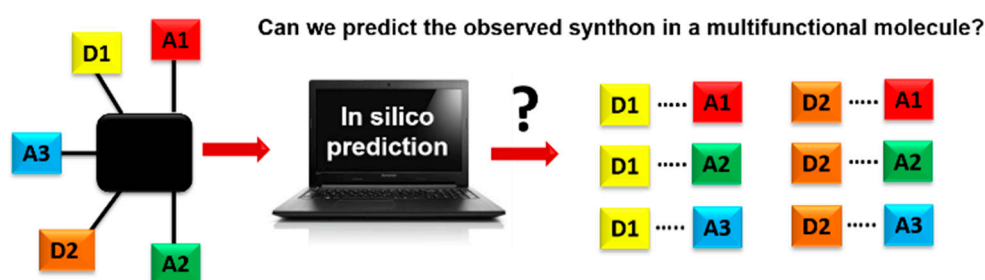 Can we predict the observed synthon in a multifunctional molecule?
D1
A1
A3
D2
A2
In silico
prediction
?
D1 ····· A1
D2 ····· A1
D1 ····· A2
D2 ····· A2
D1 ····· A3
D2 ····· A3